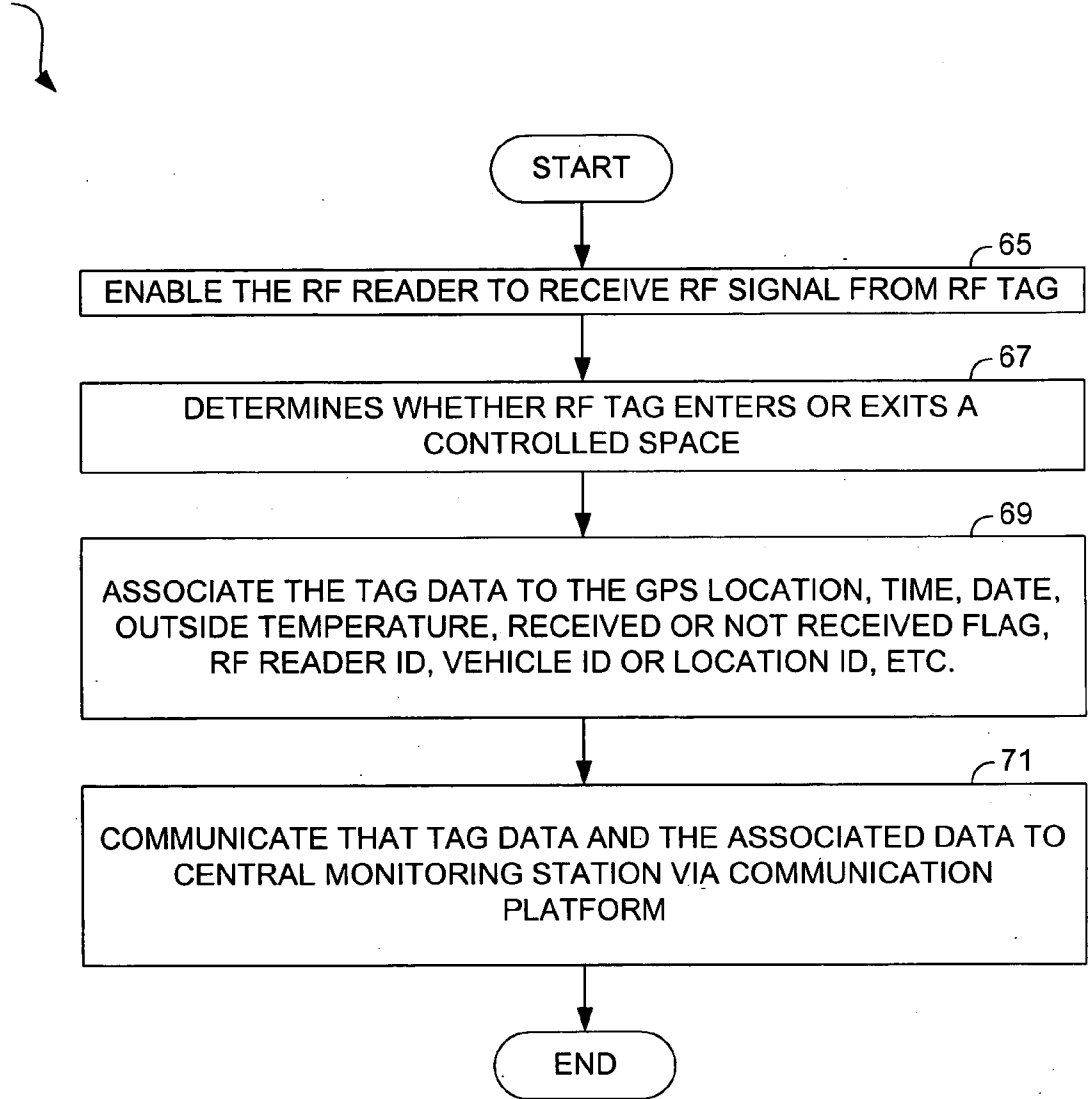 START
65
ENABLE THE RF READER TO RECEIVE RF SIGNAL FROM RF TAG
67
DETERMINES WHETHER RF TAG ENTERS OR EXITS A
CONTROLLED SPACE
69
ASSOCIATE THE TAG DATA TO THE GPS LOCATION, TIME, DATE,
OUTSIDE TEMPERATURE, RECEIVED OR NOT RECEIVED FLAG,
RF READER ID, VEHICLE ID OR LOCATION ID, ETC.
71
COMMUNICATE THAT TAG DATA AND THE ASSOCIATED DATA TO
CENTRAL MONITORING STATION VIA COMMUNICATION
PLATFORM
END